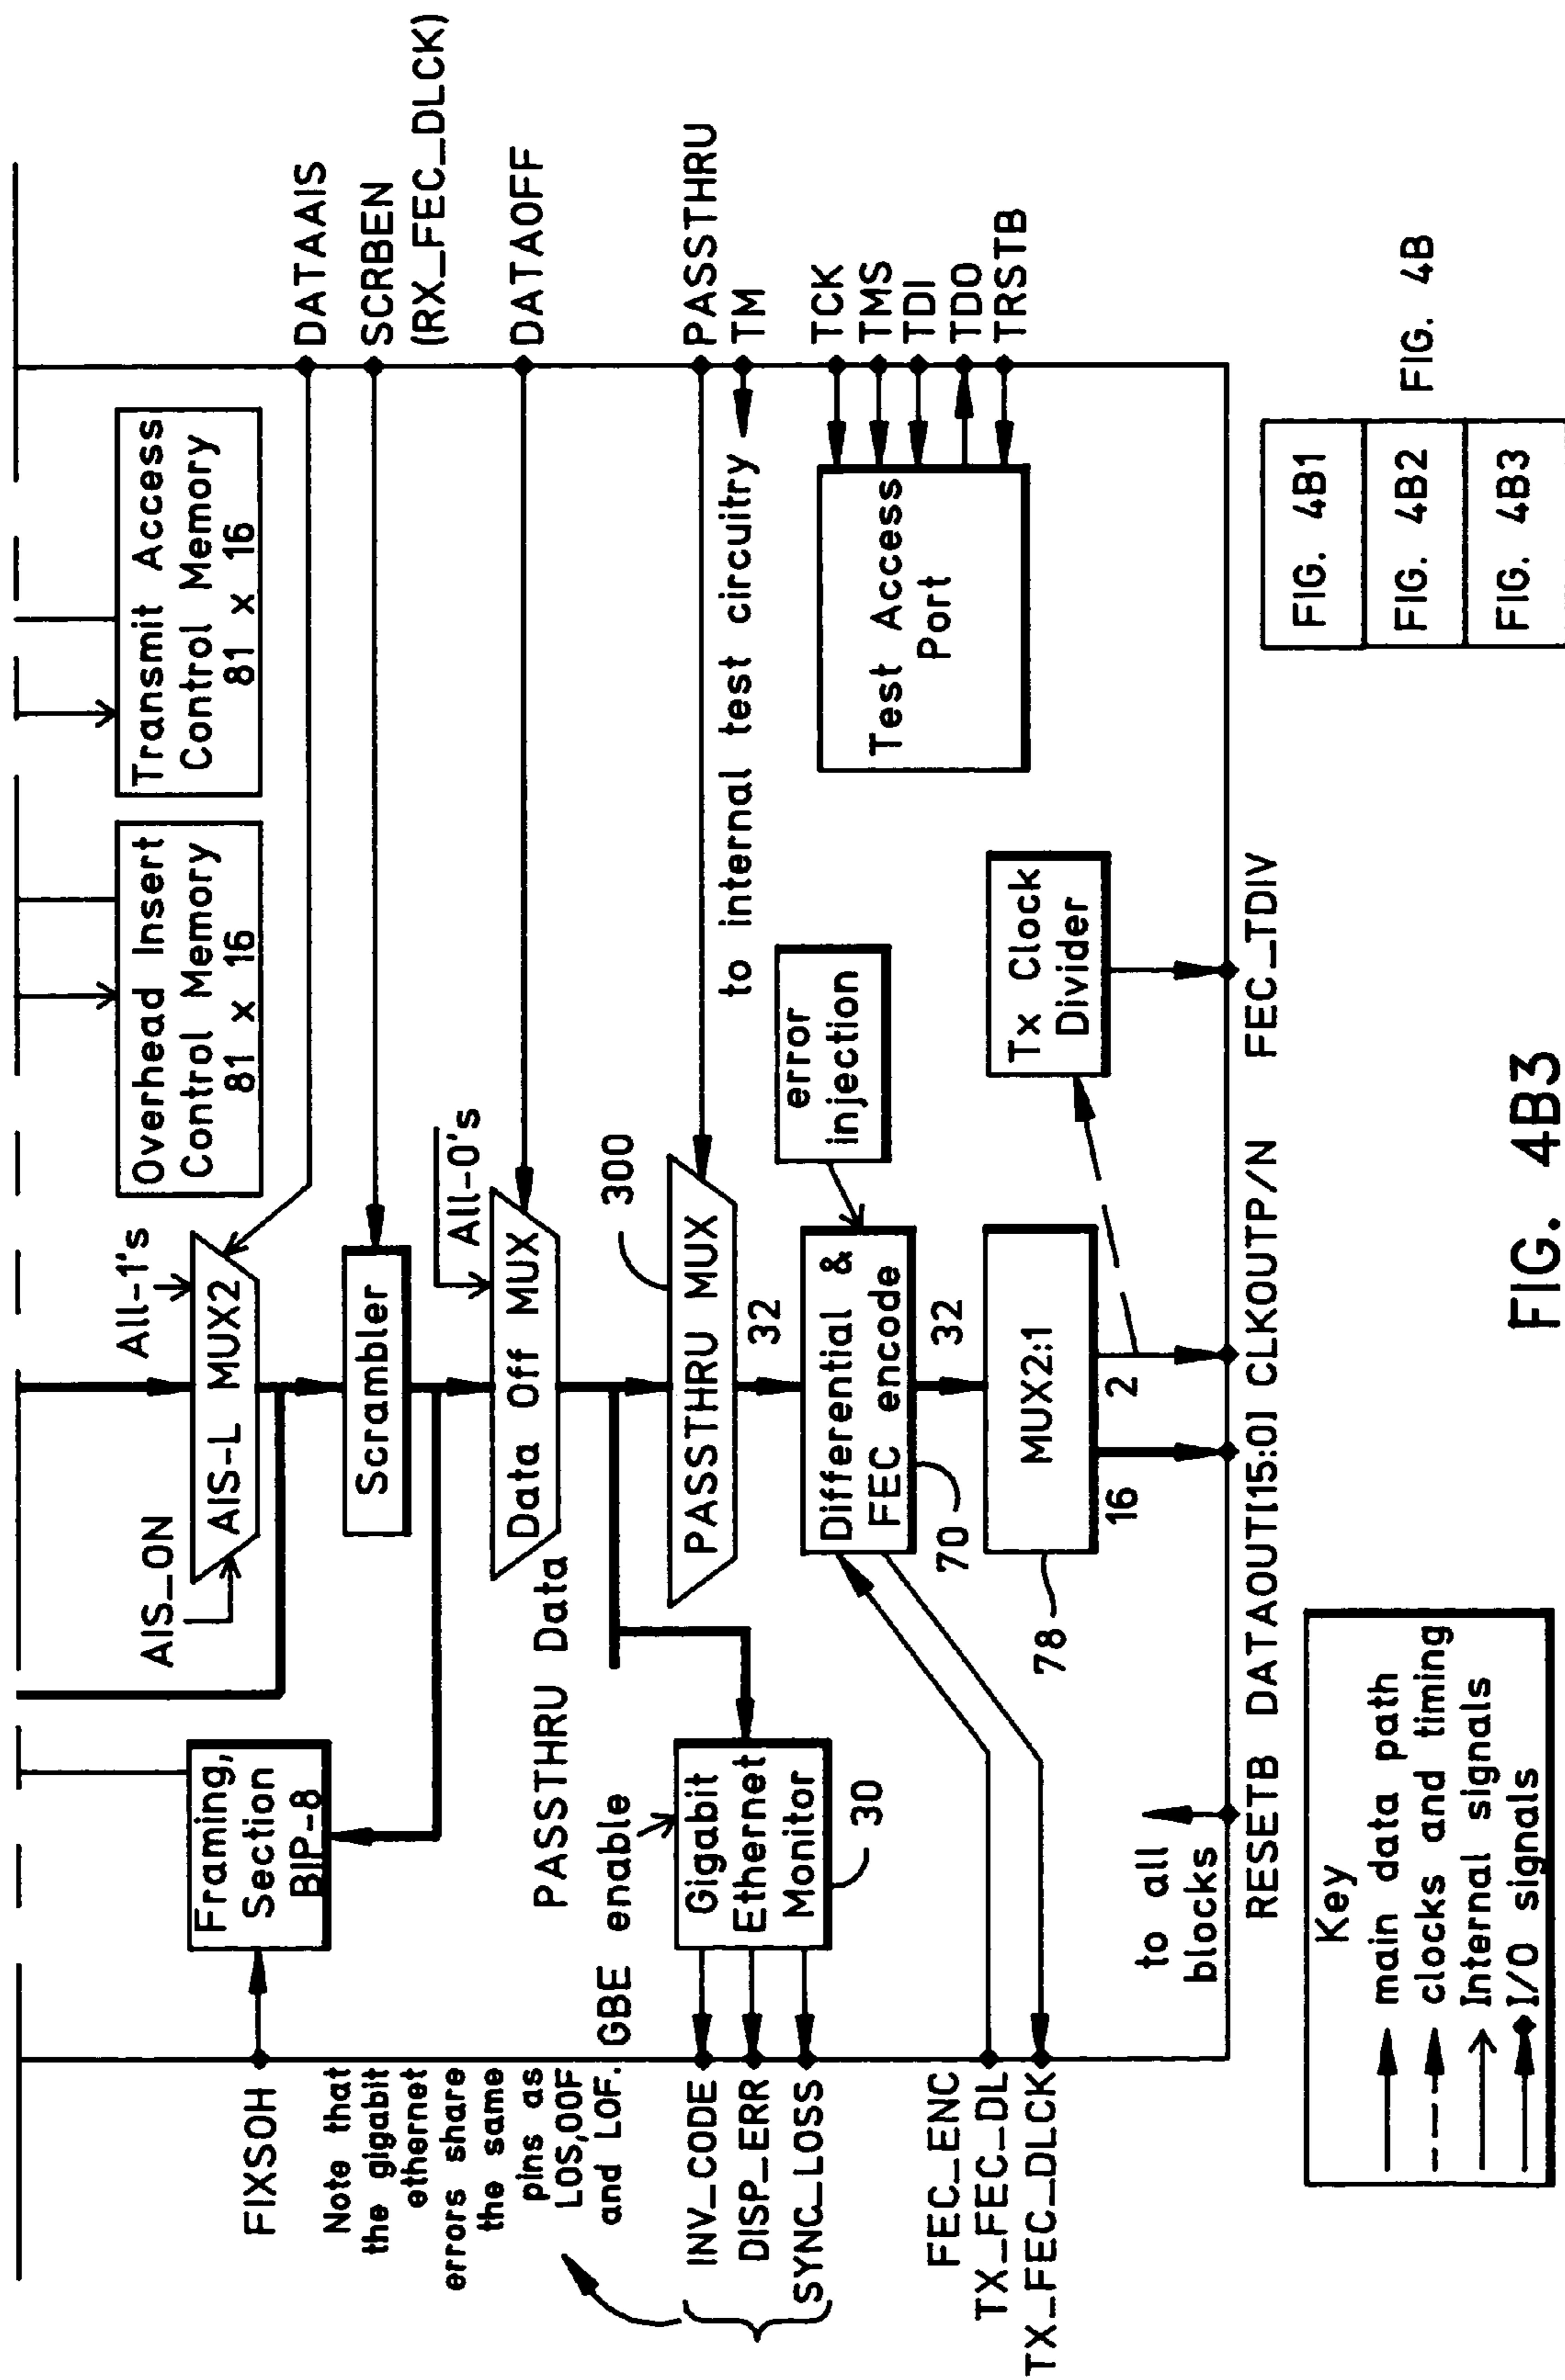 All-1's
AIS_ON
AIS-L MUX2
Overhead Insert
Control Memory
81 x 16
Transmit Access
Control Memory
81 x 16
DATAAIS
Framing,
Section
BIP-8
FIXSOH
Scrambler
SCRBEN
(RX_FEC_DLCK)
All-0's
Data Off MUX
DATAOFF
Note that
the gigabit
ethernet
errors share
the same
pins as
LOS,OOF
and LOF.
PASSTHRU Data
300
PASSTHRU MUX
PASSTHRU
TM
to internal test circuitry
GBE enable
Gigabit
Ethernet
Monitor
30
INV_CODE
DISP_ERR
SYNC_LOSS
32
error
injection
Differential &
FEC encode
70
32
Test Access
Port
TCK
TMS
TDI
TDO
TRSTB
FEC_ENC
TX_FEC_DL
TX_FEC_DLCK
MUX2:1
78
16
2
Tx Clock
Divider
to all
blocks
RESETB
DATAOUT[15:0]
CLKOUTP/N
FEC_TDIV
Key
main data path
clocks and timing
Internal signals
I/O signals
FIG. 4B1
FIG. 4B2
FIG. 4B3
FIG. 4B
FIG. 4B3